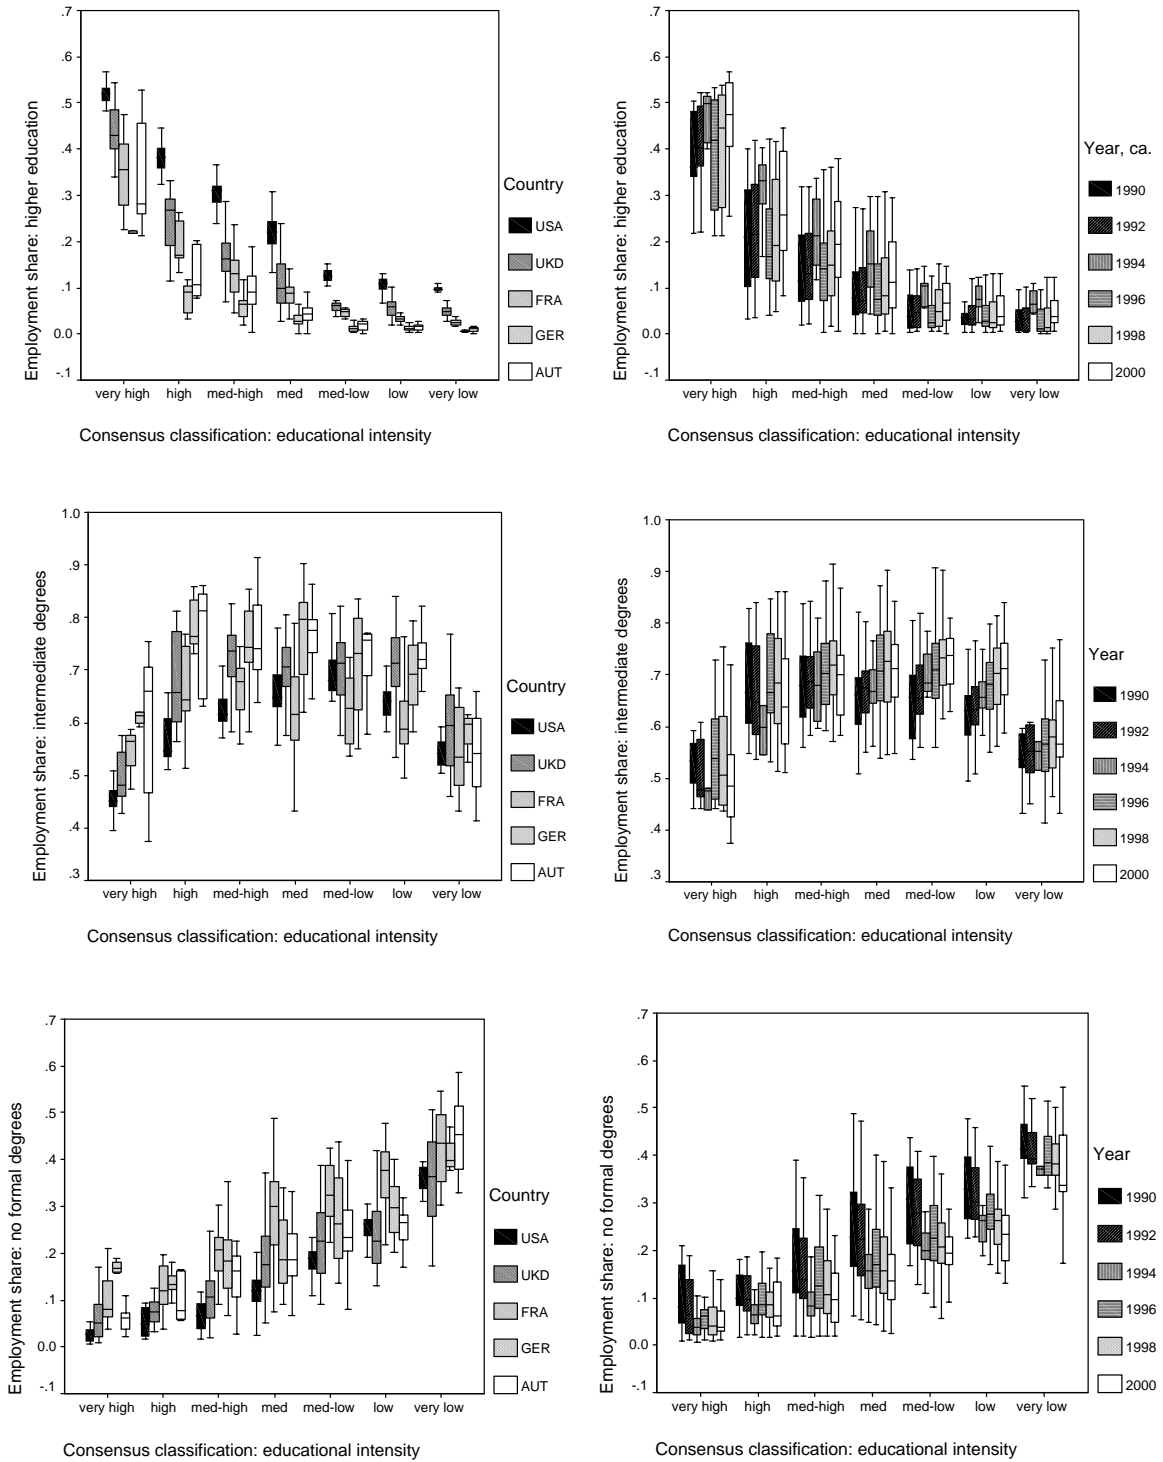 .7
.6
.5
.4
.3
.2
.1
0.0
-.1
Employment share: higher education
very high high med-high med med-low low very low
Consensus classification: educational intensity
Country
USA
UKD
FRA
GER
AUT
.7
.6
.5
.4
.3
.2
.1
0.0
-.1
Employment share: higher education
very high high med-high med med-low low very low
Consensus classification: educational intensity
Year, ca.
1990
1992
1994
1996
1998
2000
1.0
.9
.8
.7
.6
.5
.4
.3
Employment share: intermediate degrees
very high high med-high med med-low low very low
Consensus classification: educational intensity
Country
USA
UKD
FRA
GER
AUT
1.0
.9
.8
.7
.6
.5
.4
.3
Employment share: intermediate degrees
very high high med-high med med-low low very low
Consensus classification: educational intensity
Year
1990
1992
1994
1996
1998
2000
.7
.6
.5
.4
.3
.2
.1
0.0
-.1
Employment share: no formal degrees
very high high med-high med med-low low very low
Consensus classification: educational intensity
Country
USA
UKD
FRA
GER
AUT
.7
.6
.5
.4
.3
.2
.1
0.0
-.1
Employment share: no formal degrees
very high high med-high med med-low low very low
Consensus classification: educational intensity
Year
1990
1992
1994
1996
1998
2000